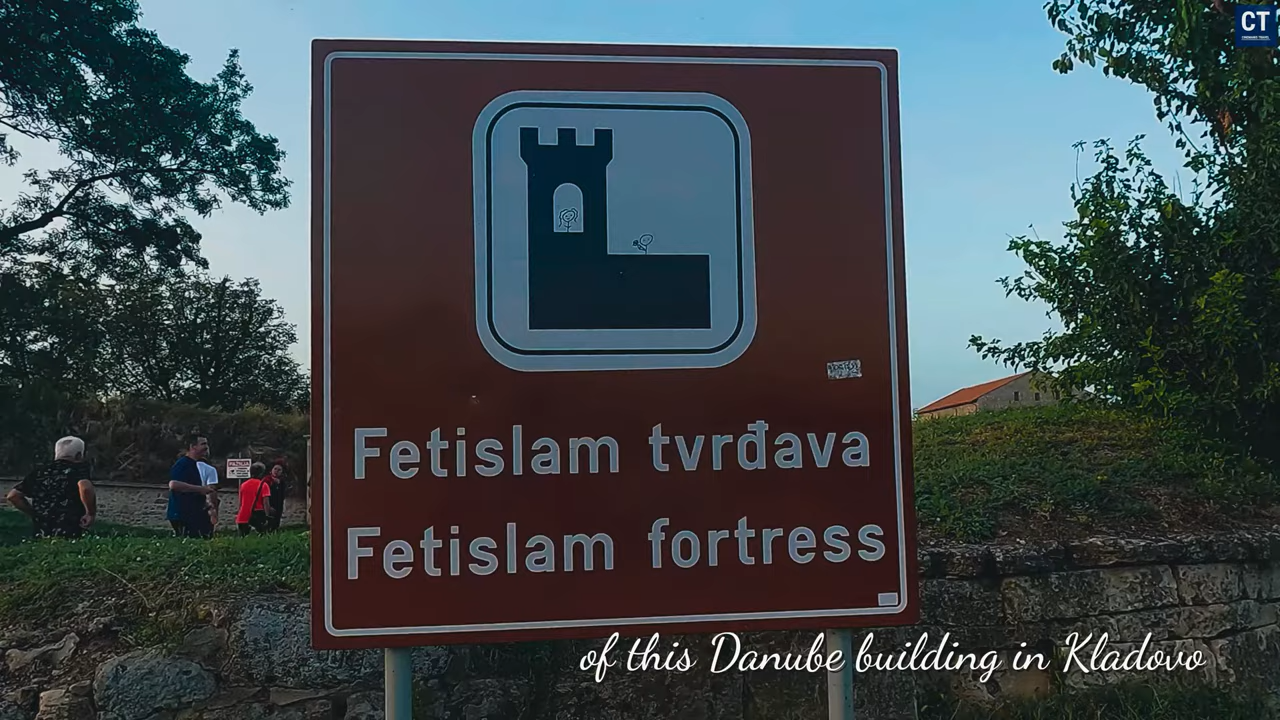 CT
Fetislam tvrđava
Fetislam fortress
of this Danube building in Kladovo